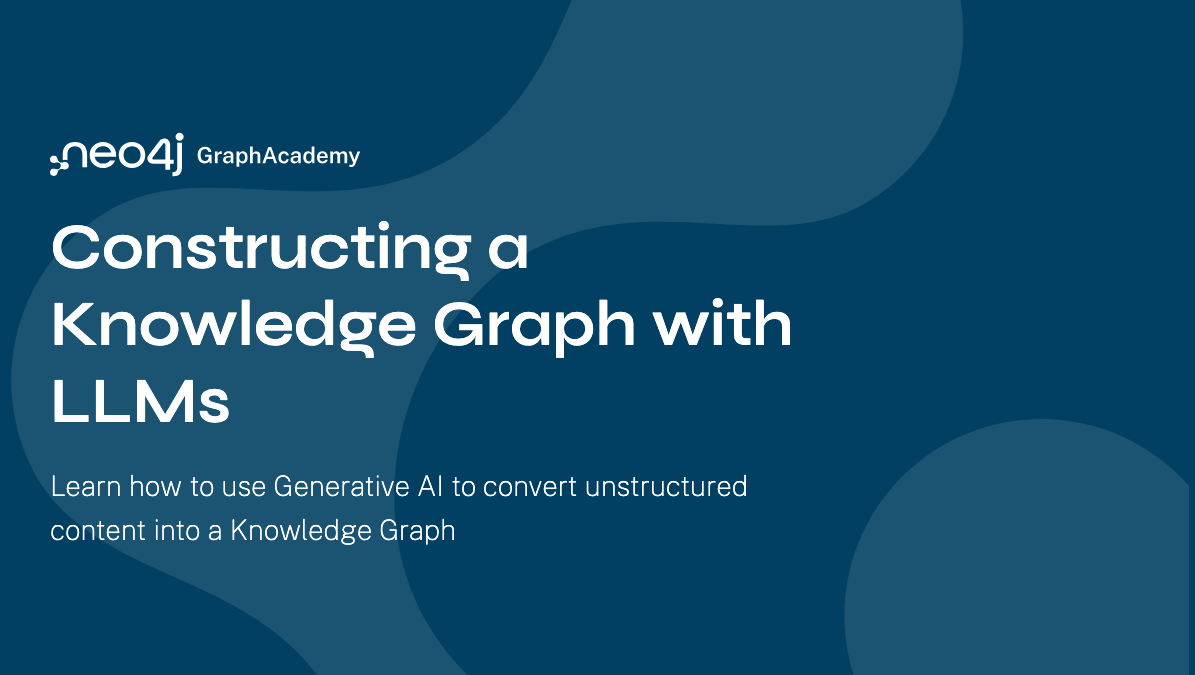 neo4j GraphAcademy
Constructing a
Knowledge Graph with
LLMs
Learn how to use Generative AI to convert unstructured
content into a Knowledge Graph